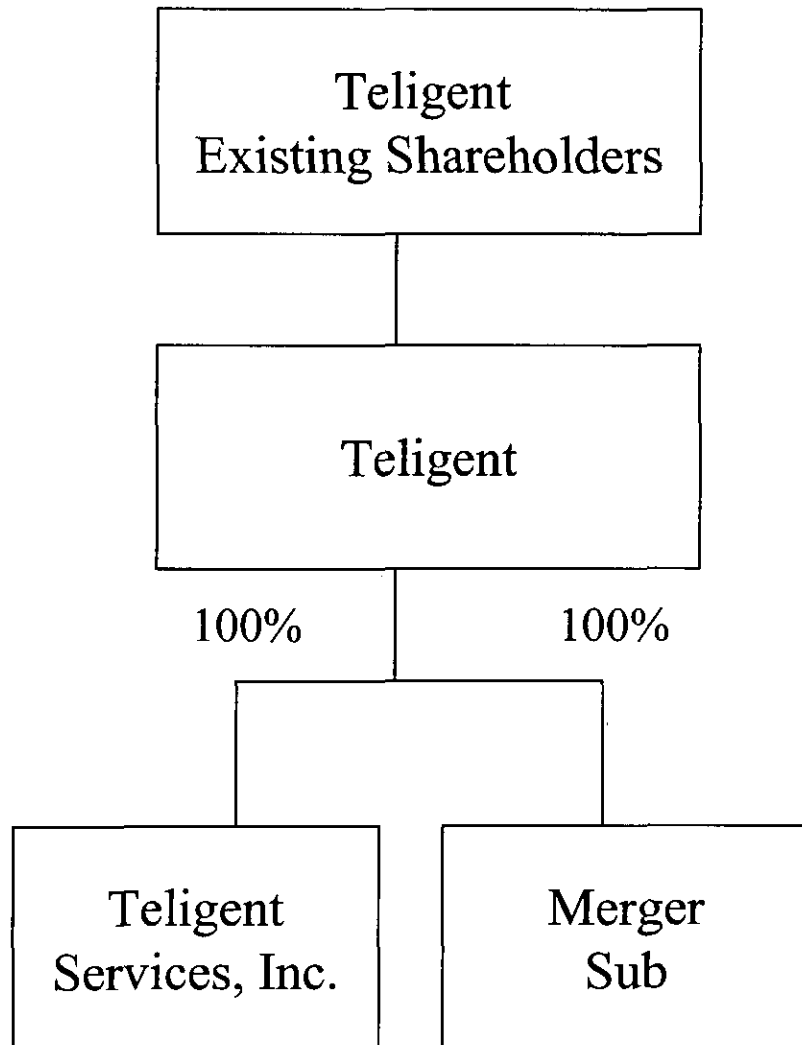 Teligent
Existing Shareholders
Teligent
100%
100%
Teligent
Services, Inc.
Merger
Sub